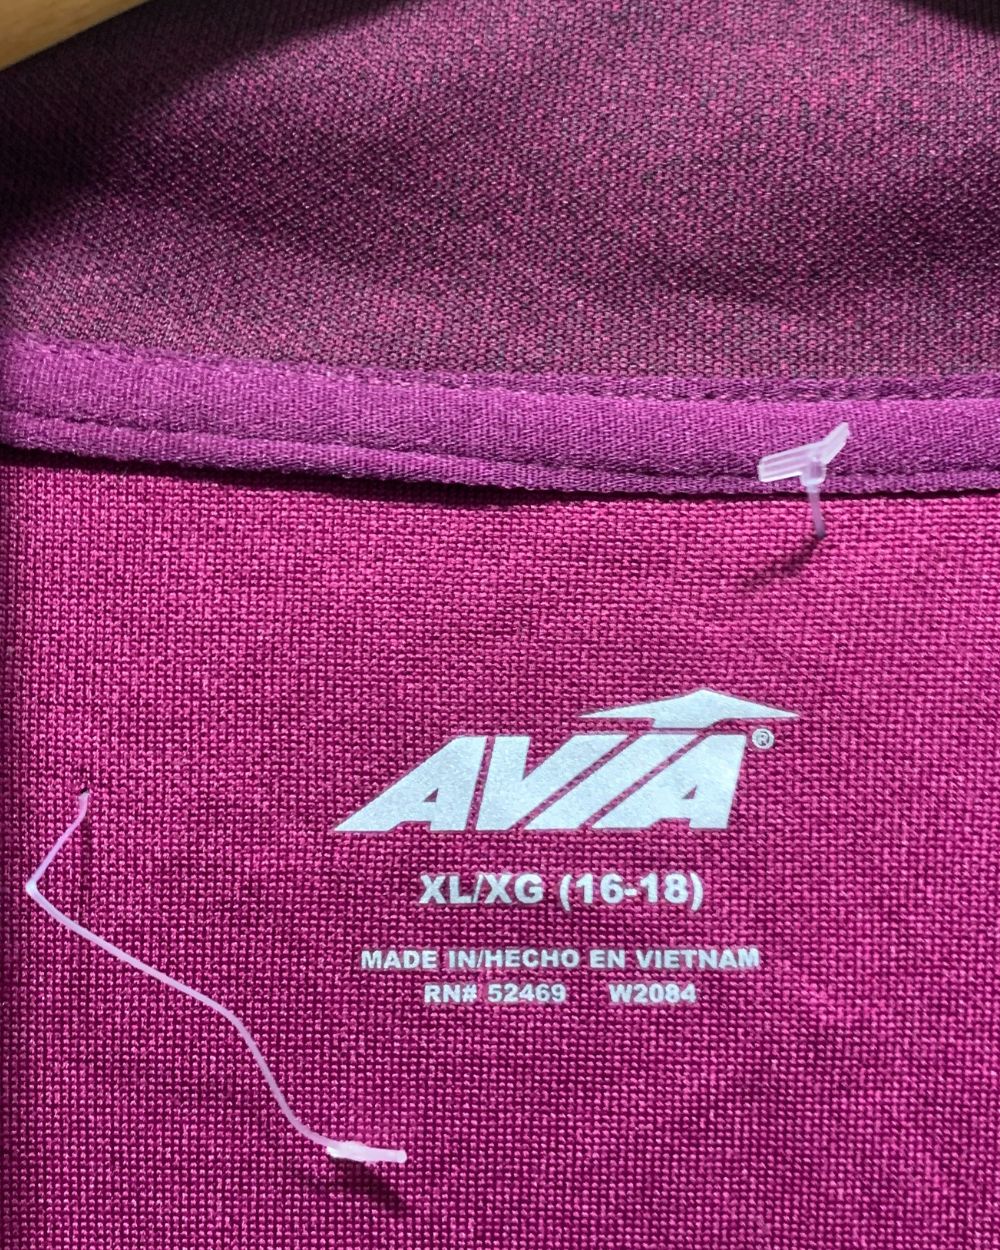 AVIA®
XL/XG (16-18)
MADE IN/HECHO EN VIETNAM
RN# 52469 W2084